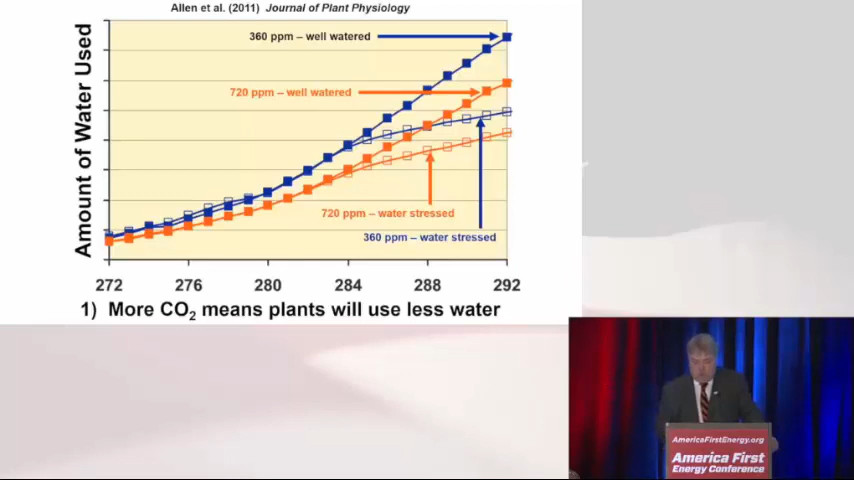 Allen et al. (2011) Journal of Plant Physiology
Amount of Water Used
360 ppm – well watered
720 ppm – well watered
720 ppm – water stressed
360 ppm – water stressed
272 276 280 284 288 292
1) More CO₂ means plants will use less water
AmericaFirstEnergy.org
America First
Energy Conference